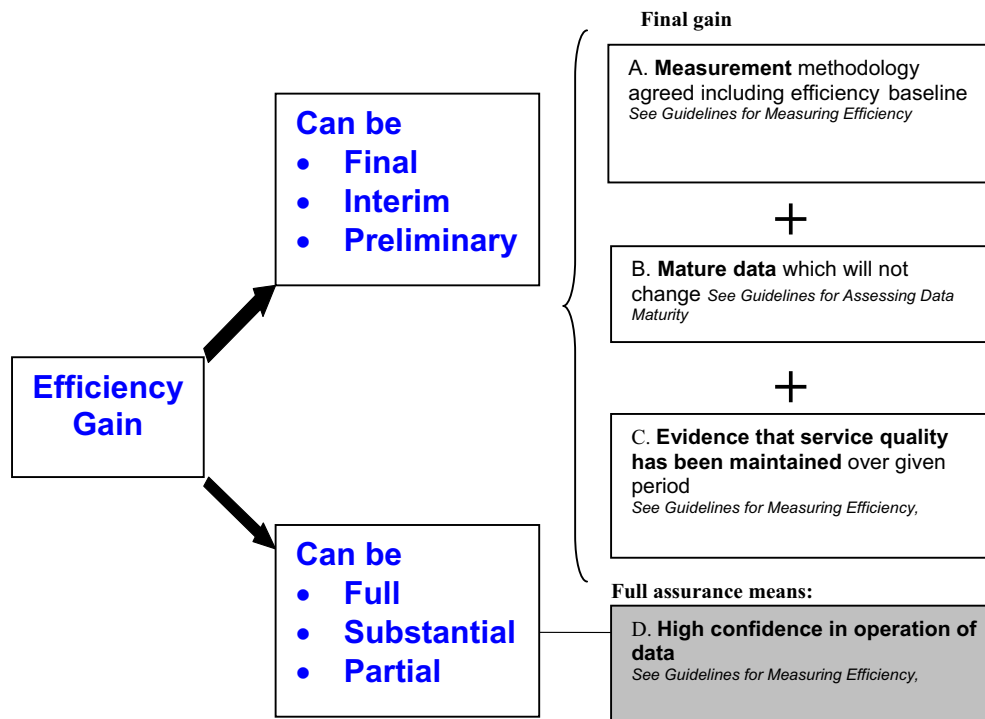 Efficiency
Gain
Can be
• Final
• Interim
• Preliminary
Can be
• Full
• Substantial
• Partial
Final gain
A. Measurement methodology
agreed including efficiency baseline
See Guidelines for Measuring Efficiency
+
B. Mature data which will not
change See Guidelines for Assessing Data
Maturity
+
C. Evidence that service quality
has been maintained over given
period
See Guidelines for Measuring Efficiency,
Full assurance means:
D. High confidence in operation of
data
See Guidelines for Measuring Efficiency,